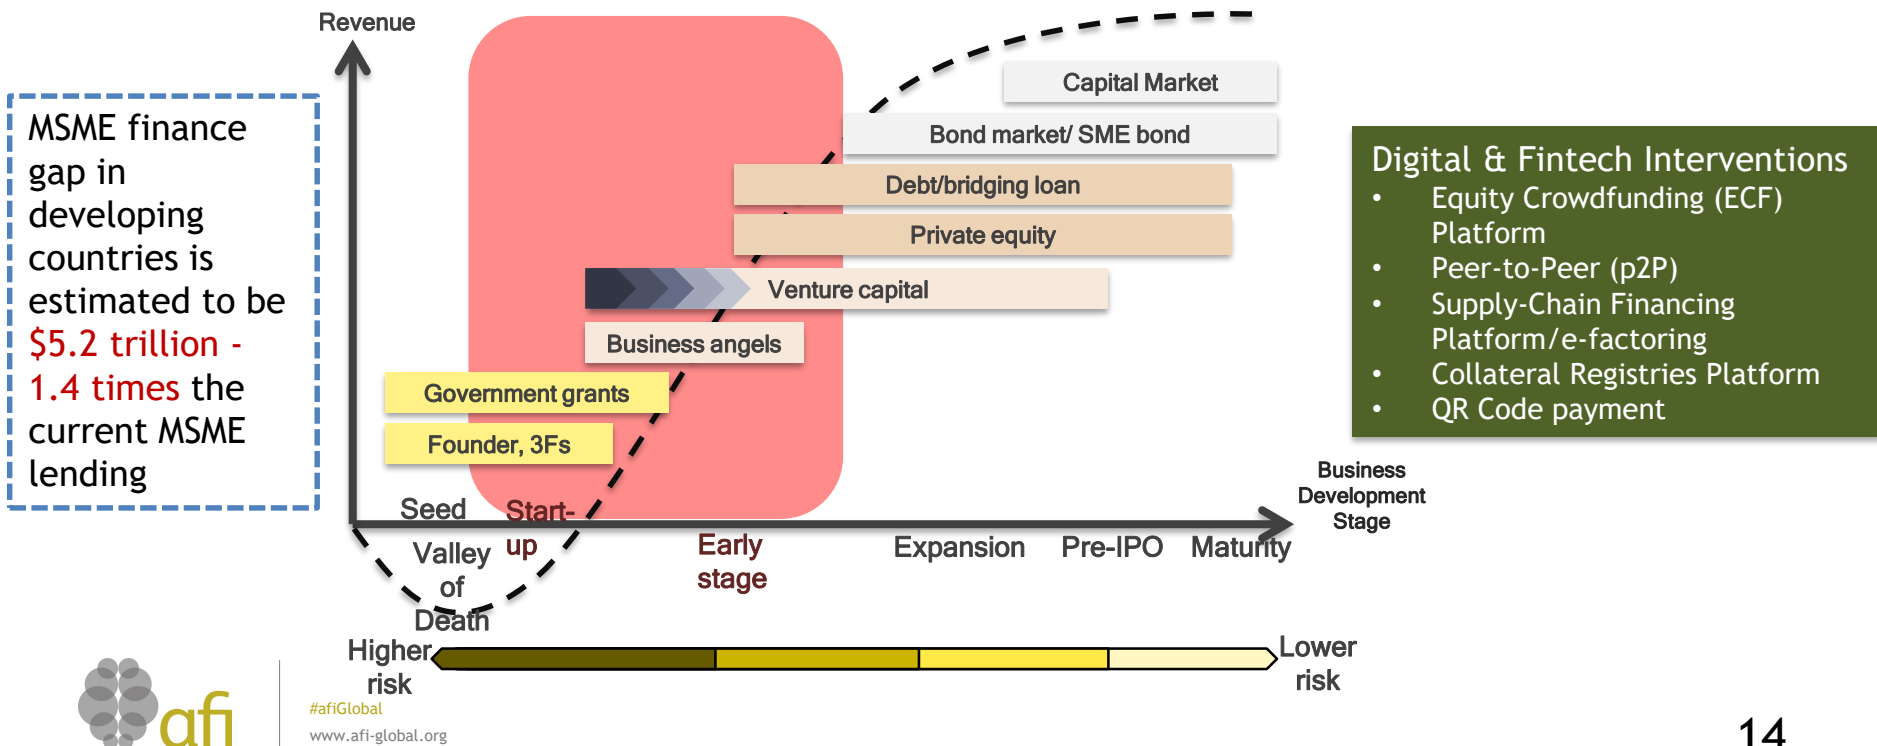 Revenue
MSME finance
gap in
developing
countries is
estimated to be
$5.2 trillion -
1.4 times the
current MSME
lending
Capital Market
Bond market/ SME bond
Debt/bridging loan
Private equity
Venture capital
Business angels
Government grants
Founder, 3Fs
Digital & Fintech Interventions
• Equity Crowdfunding (ECF)
Platform
• Peer-to-Peer (p2P)
• Supply-Chain Financing
Platform/e-factoring
• Collateral Registries Platform
• QR Code payment
Business
Development
Stage
Seed
Start-
up
Valley
of
Death
Early
stage
Expansion
Pre-IPO
Maturity
Higher
risk
Lower
risk
afi
#afiGlobal
www.afi-global.org
14